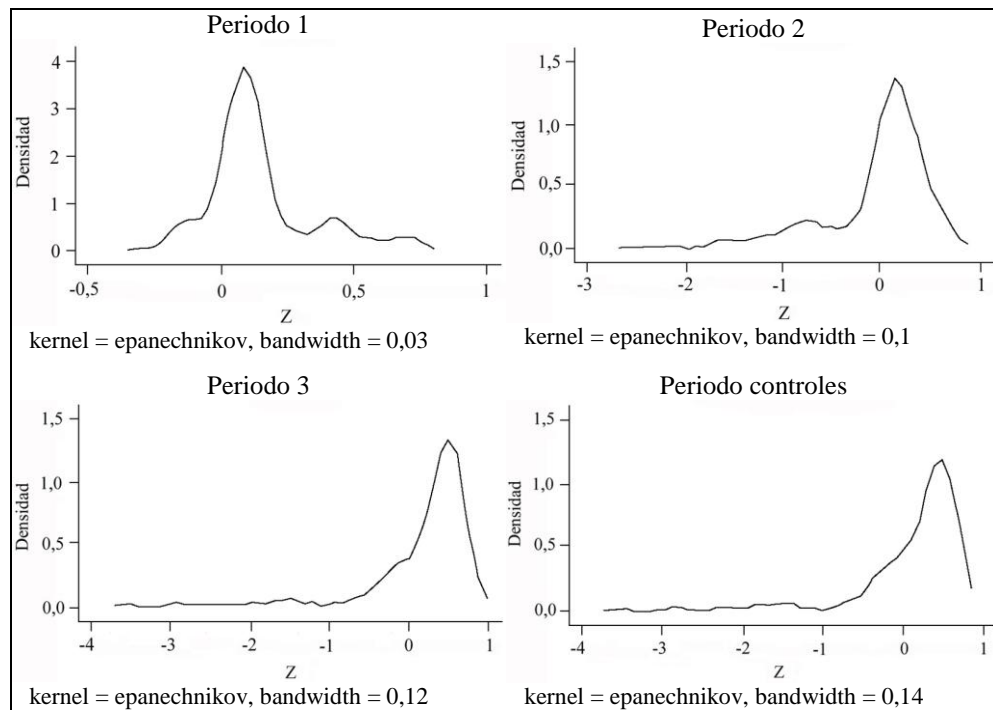 Periodo 1
4
3
2
1
0
Densidad
-0,5 0 0,5 1
Z
kernel = epanechnikov, bandwidth = 0,03
Periodo 2
1,5
1,0
0,5
0,0
Densidad
-3 -2 -1 0 1
Z
kernel = epanechnikov, bandwidth = 0,1
Periodo 3
1,5
1,0
0,5
0,0
Densidad
-4 -3 -2 -1 0 1
Z
kernel = epanechnikov, bandwidth = 0,12
Periodo controles
1,5
1,0
0,5
0,0
Densidad
-4 -3 -2 -1 0 1
Z
kernel = epanechnikov, bandwidth = 0,14